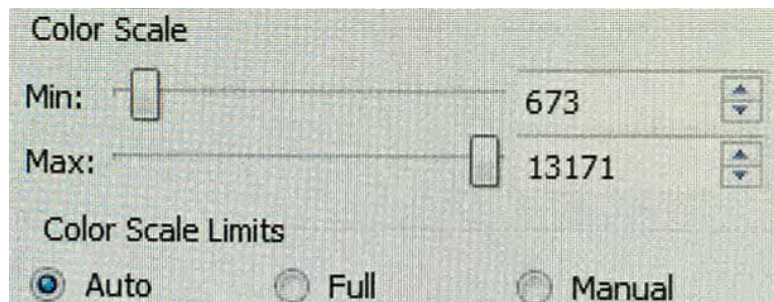 Color Scale
Min: 673
Max: 13171
Color Scale Limits
Auto Full Manual